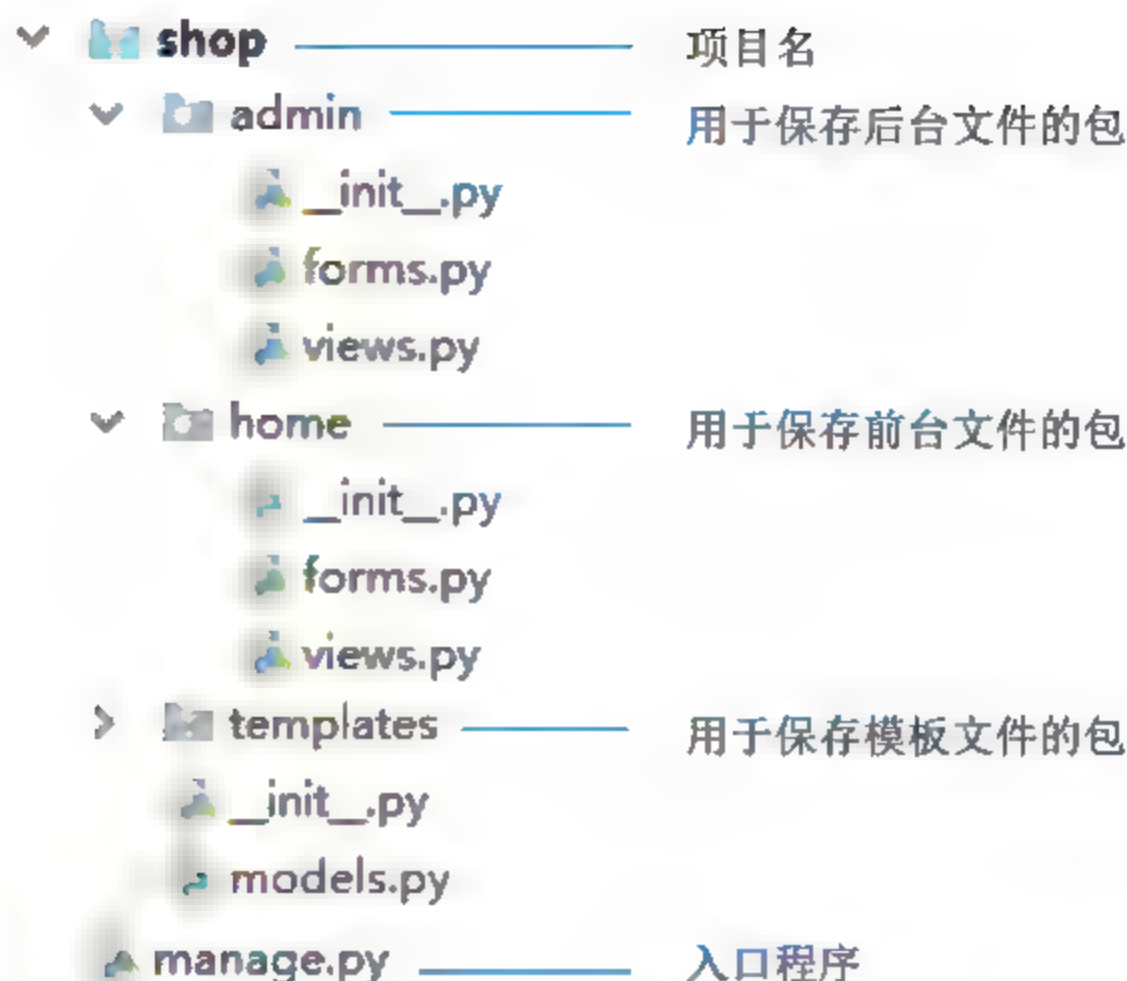 shop 项目名
admin 用于保存后台文件的包
__init__.py
forms.py
views.py
home 用于保存前台文件的包
__init__.py
forms.py
views.py
templates 用于保存模板文件的包
__init__.py
models.py
manage.py 入口程序